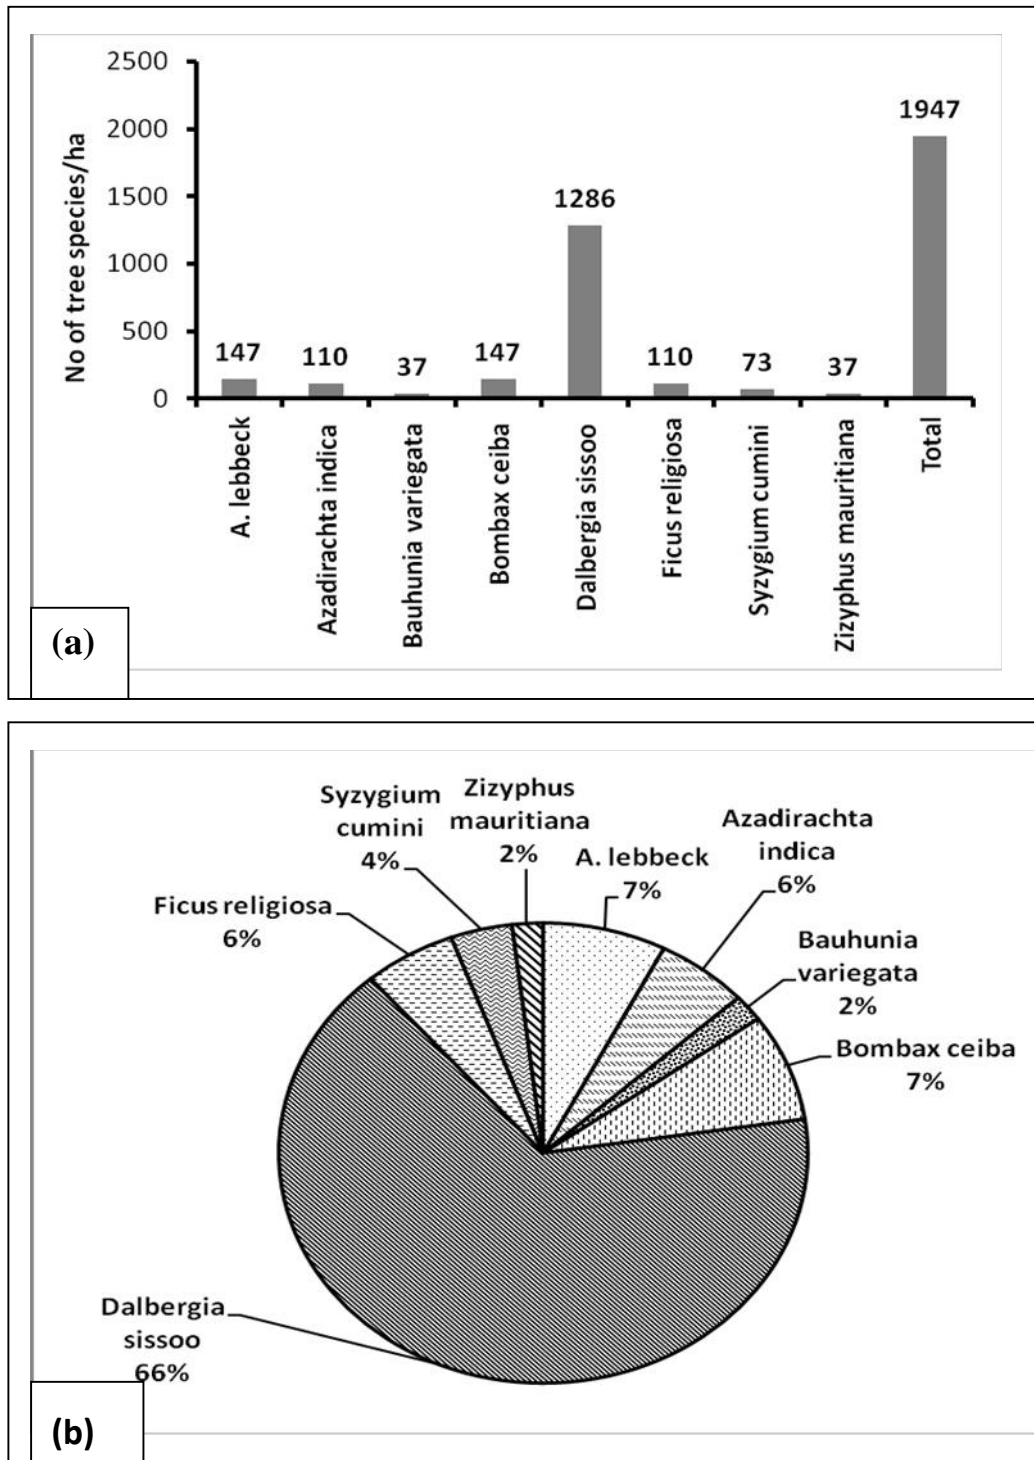 2500
2000
1500
1000
500
0
No of tree species/ha
147
110
37
147
1286
110
73
37
1947
A. lebbeck
Azadirachta indica
Bauhunia variegata
Bombax ceiba
Dalbergia sissoo
Ficus religiosa
Syzygium cumini
Zizyphus mauritiana
Total
(a)
Syzygium
cumini
4%
Zizyphus
mauritiana
2%
A. lebbeck
7%
Azadirachta
indica
6%
Ficus religiosa
6%
Bauhunia
variegata
2%
Bombax ceiba
7%
Dalbergia
sissoo
66%
(b)